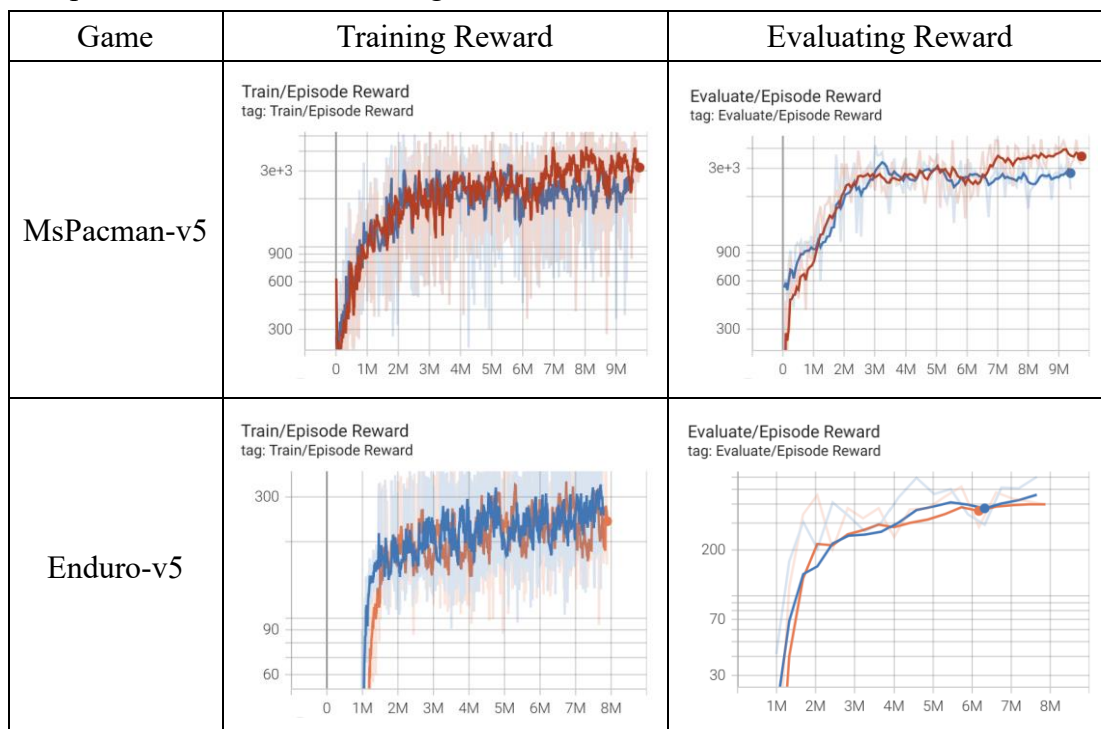 Game
Training Reward
Evaluating Reward
MsPacman-v5
Train/Episode Reward
tag: Train/Episode Reward
3e+3
900
600
300
0 1M 2M 3M 4M 5M 6M 7M 8M 9M
Evaluate/Episode Reward
tag: Evaluate/Episode Reward
3e+3
900
600
300
0 1M 2M 3M 4M 5M 6M 7M 8M 9M
Enduro-v5
Train/Episode Reward
tag: Train/Episode Reward
300
90
60
0 1M 2M 3M 4M 5M 6M 7M 8M
Evaluate/Episode Reward
tag: Evaluate/Episode Reward
200
70
30
1M 2M 3M 4M 5M 6M 7M 8M